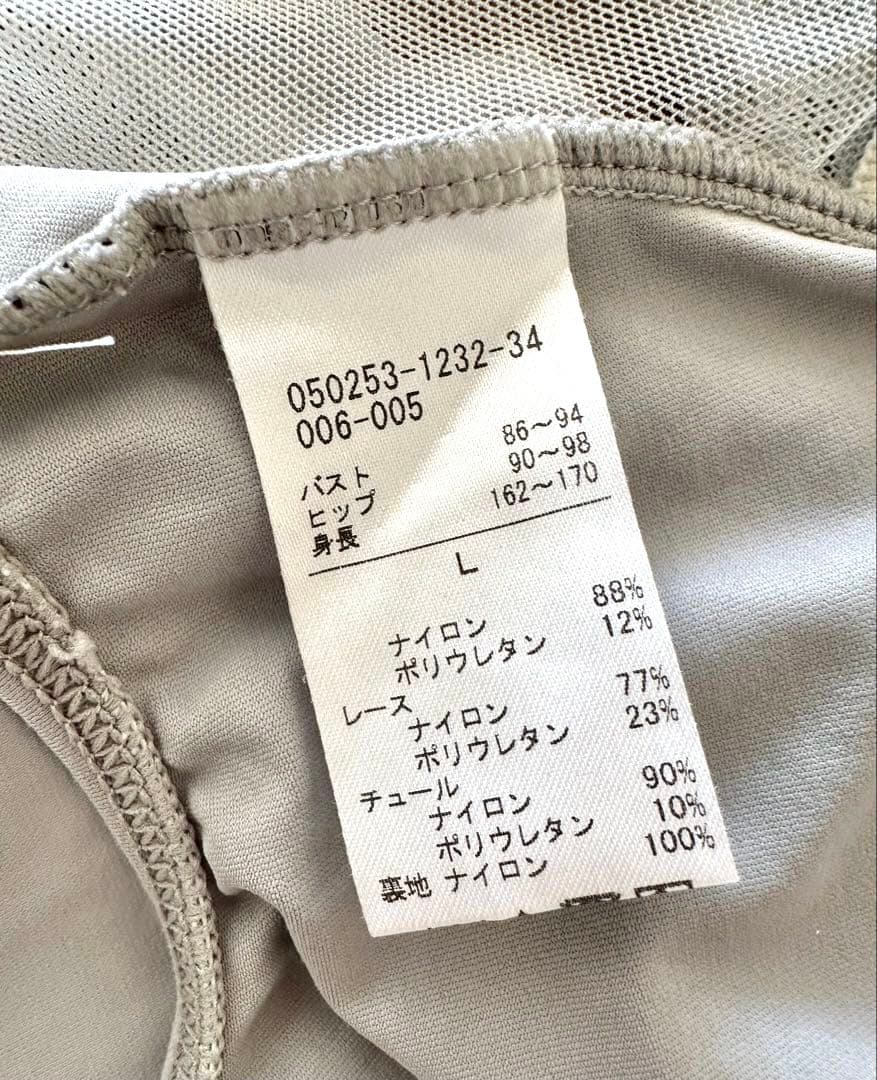 050253-1232-34
006-005
バスト 86～94
ヒップ 90～98
身長 162～170
L
ナイロン 88%
ポリウレタン 12%
レース
ナイロン 77%
ポリウレタン 23%
チュール
ナイロン 90%
ポリウレタン 10%
裏地 ナイロン 100%